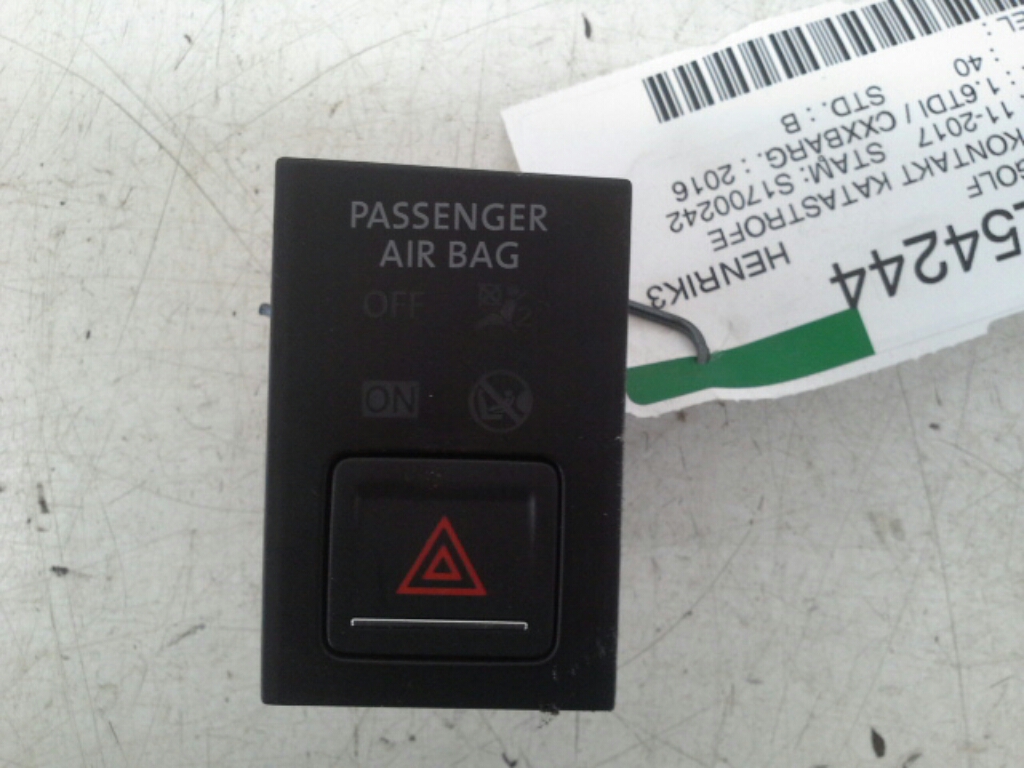 PASSENGER
AIR BAG
OFF
2
ON
54244
HENRIK3
GOLF
KONTAKT KATASTROFE
11-2017 STAM: S1700242
: 1.6TDI / CXXBARG. : 2016
: 40 STD. : B